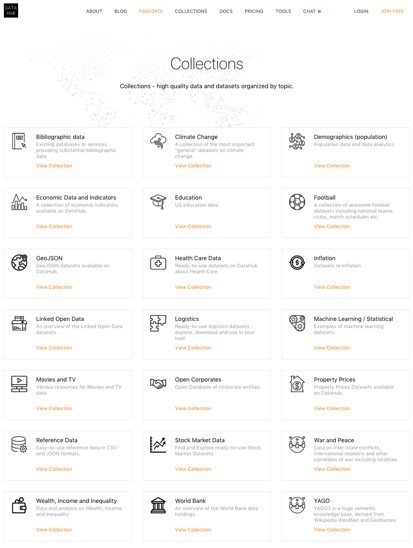 DATA
HUB
ABOUT BLOG FIND DATA COLLECTIONS DOCS PRICING TOOLS CHAT LOGIN JOIN FREE
Collections
Collections - high quality data and datasets organized by topic.
Bibliographic data
Existing databases or services
providing substantial bibliographic
data
View Collection
Climate Change
A collection of the most important
"general" datasets on climate
change.
View Collection
Demographics (population)
Population data and data analytics.
View Collection
Economic Data and Indicators
A collection of economic indicators
available on DataHub.
View Collection
Education
US education data
View Collection
Football
A collection of awesome football
datasets including national teams,
clubs, match schedules etc.
View Collection
GeoJSON
GeoJSON datasets available on
DataHub.
View Collection
Health Care Data
Ready-to-use datasets on DataHub
about Health Care.
View Collection
Inflation
Datasets re Inflation
View Collection
Linked Open Data
An overview of the Linked Open Data
datasets.
View Collection
Logistics
Ready-to-use logistics datasets -
explore, download and use in your
tool!
View Collection
Machine Learning / Statistical
Examples of machine learning
datasets.
View Collection
Movies and TV
Various resources for Movies and TV
data
View Collection
Open Corporates
Open Database of corporate entities.
View Collection
Property Prices
Property Prices Datasets available
on DataHub.
View Collection
Reference Data
Easy-to-use reference data in CSV
and JSON formats.
View Collection
Stock Market Data
Find and Explore ready-to-use Stock
Market Datasets.
View Collection
War and Peace
Data on inter-state conflicts,
international relations and other
correlates of war including fatalities.
View Collection
Wealth, Income and Inequality
Data and analysis on Wealth, Income
and Inequality
View Collection
World Bank
An overview of the World Bank data
holdings.
View Collection
YAGO
YAGO3 is a huge semantic
knowledge base, derived from
Wikipedia WordNet and GeoNames.
View Collection